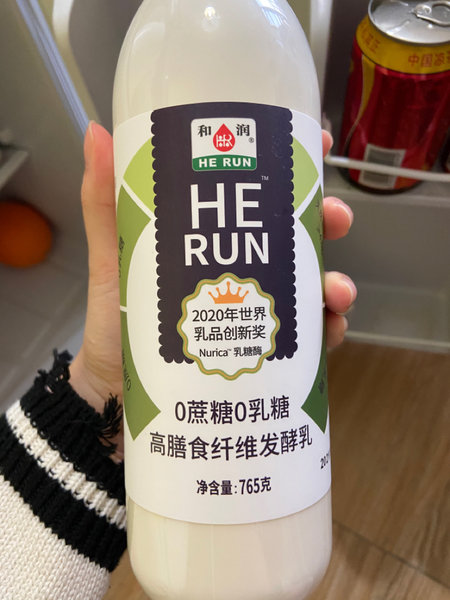 和润®
HE RUN
™
HE
RUN
2020年世界
乳品创新奖
Nurica™ 乳糖酶
0蔗糖0乳糖
高膳食纤维发酵乳
净含量:765克
中国凉